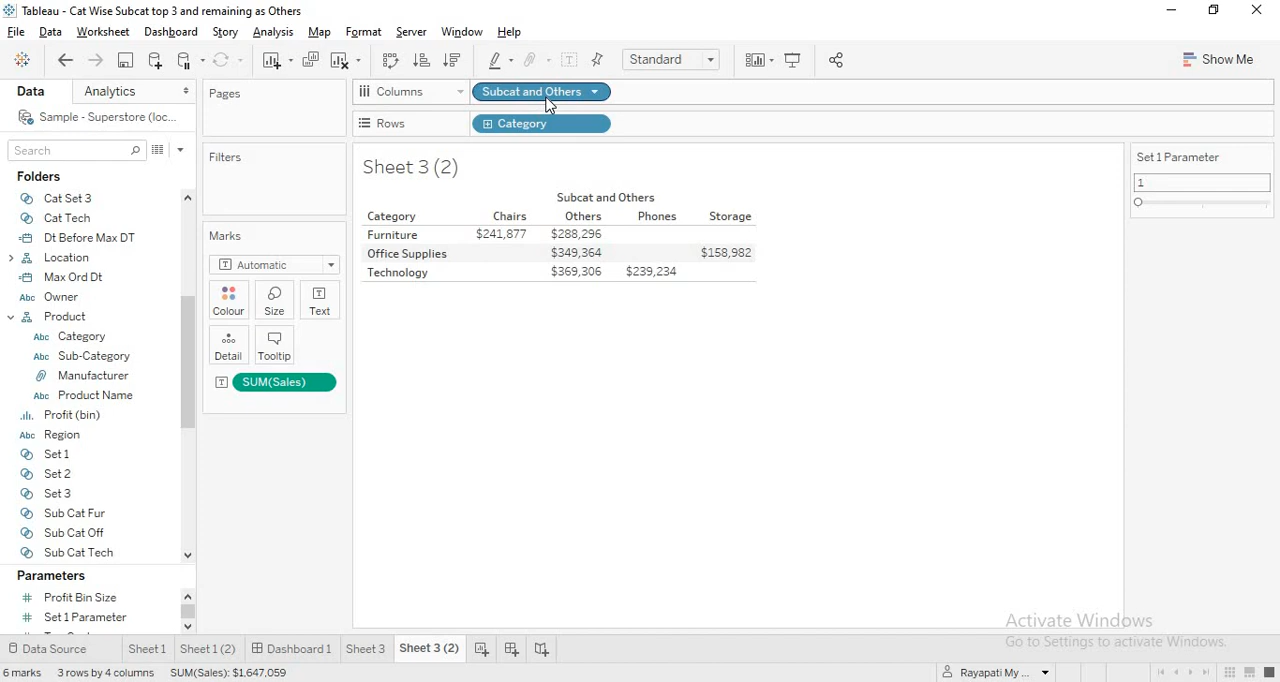 Tableau - Cat Wise Subcat top 3 and remaining as Others
File Data Worksheet Dashboard Story Analysis Map Format Server Window Help
Standard Show Me
Data Analytics Pages Columns Subcat and Others
Sample - Superstore (loc... Rows Category
Search Filters Sheet 3 (2) Set 1 Parameter
Folders 1
Cat Set 3 Subcat and Others
Cat Tech Category Chairs Others Phones Storage
Dt Before Max DT Marks Furniture $241,877 $288,296
Location Automatic Office Supplies $349,364 $158,982
Max Ord Dt Technology $369,306 $239,234
Abc Owner
Product Colour Size Text
Abc Category
Abc Sub-Category Detail Tooltip
Manufacturer SUM(Sales)
Abc Product Name
Profit (bin)
Abc Region
Set 1
Set 2
Set 3
Sub Cat Fur
Sub Cat Off
Sub Cat Tech
Parameters
# Profit Bin Size
# Set 1 Parameter
Activate Windows
Go to Settings to activate Windows.
Data Source Sheet 1 Sheet 1 (2) Dashboard 1 Sheet 3 Sheet 3 (2)
6 marks 3 rows by 4 columns SUM(Sales): $1,647,059 Rayapati My ...